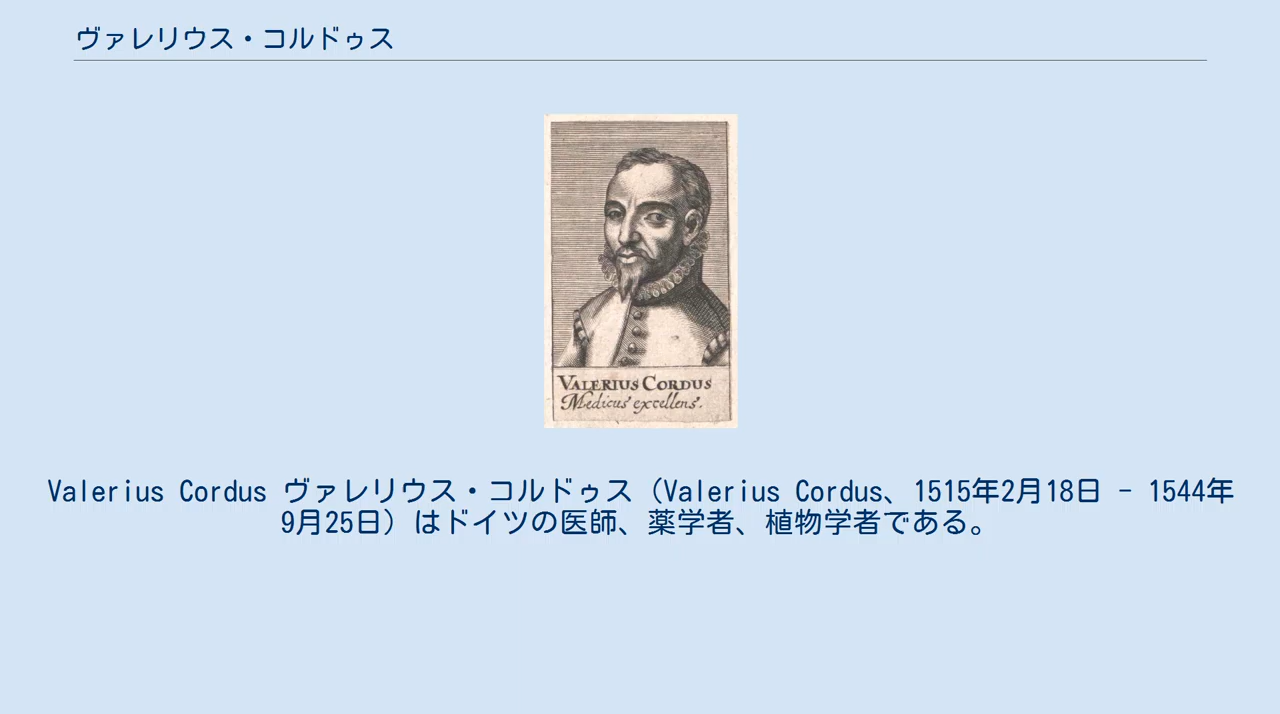 ヴァレリウス・コルドゥス
VALERIUS CORDUS
Medicus excellens.
Valerius Cordus ヴァレリウス・コルドゥス（Valerius Cordus、1515年2月18日 - 1544年
9月25日）はドイツの医師、薬学者、植物学者である。